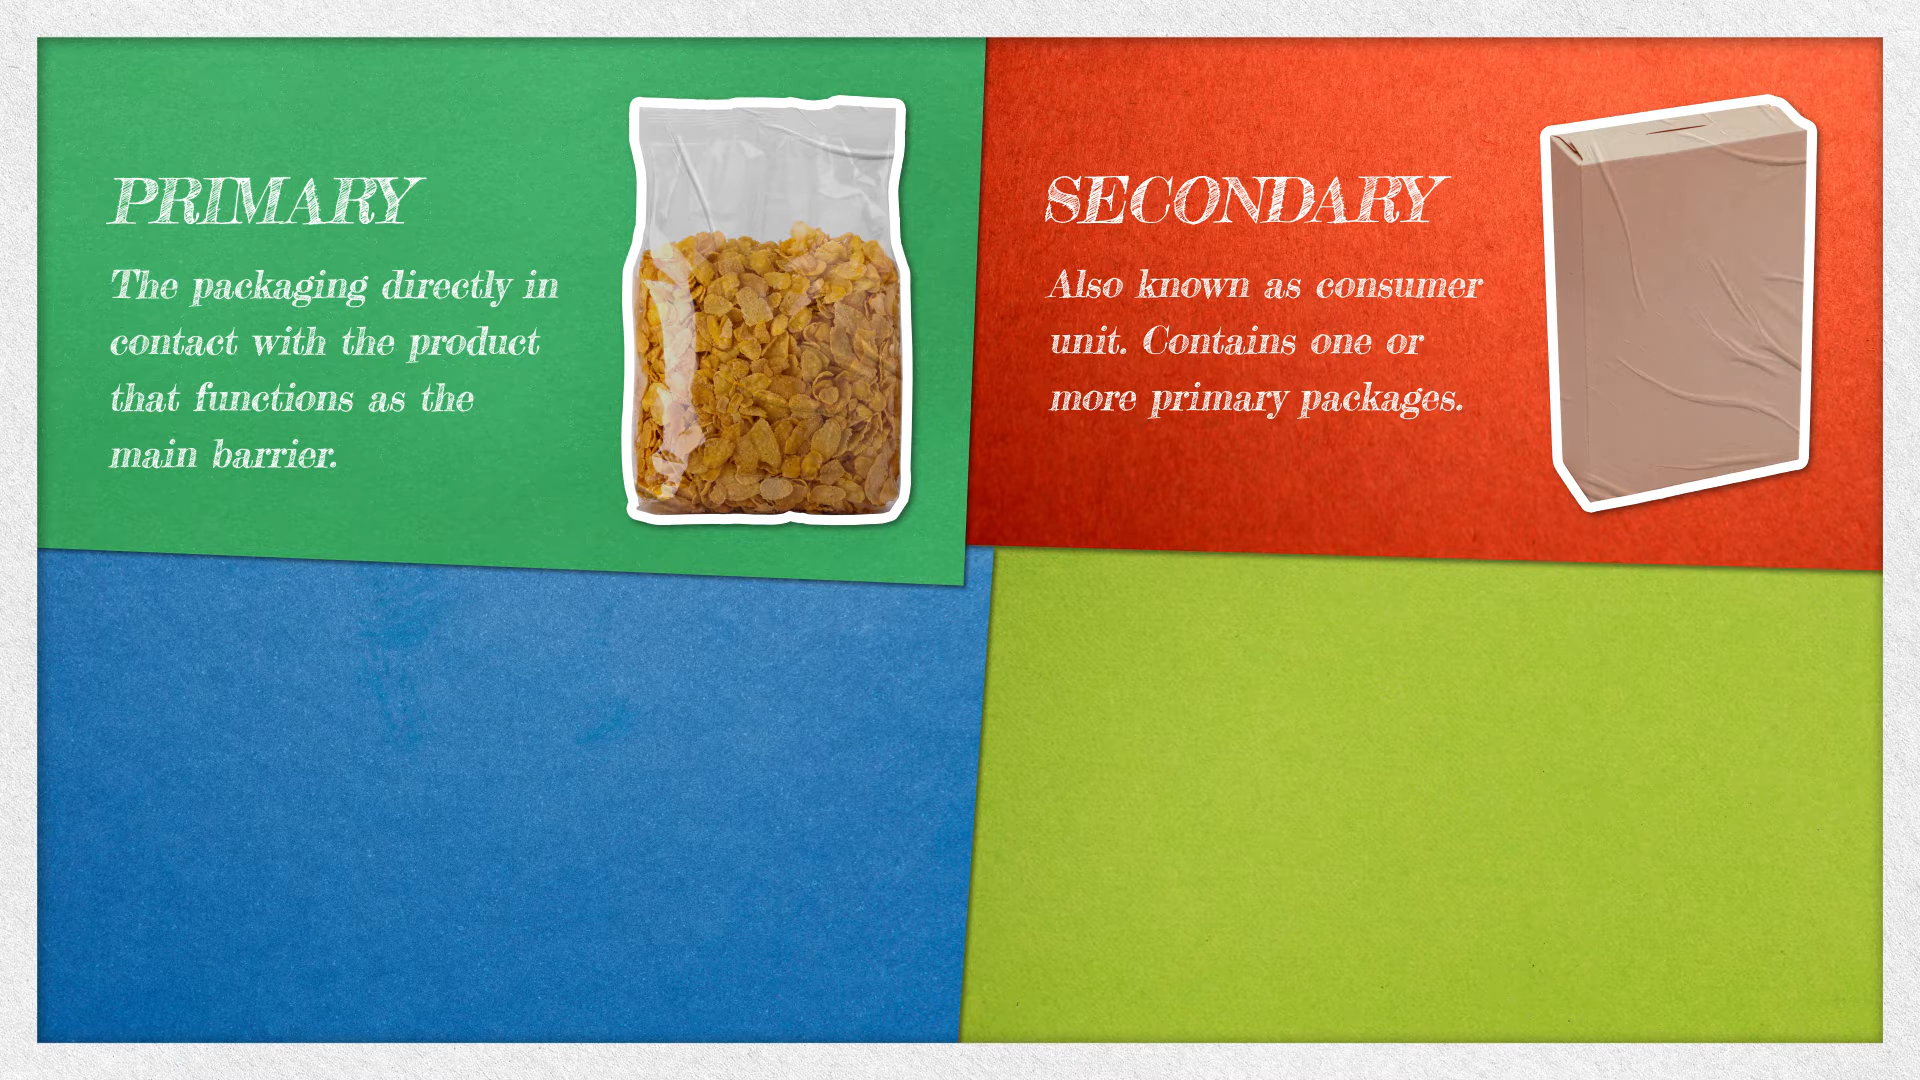 PRIMARY
The packaging directly in
contact with the product
that functions as the
main barrier.
SECONDARY
Also known as consumer
unit. Contains one or
more primary packages.